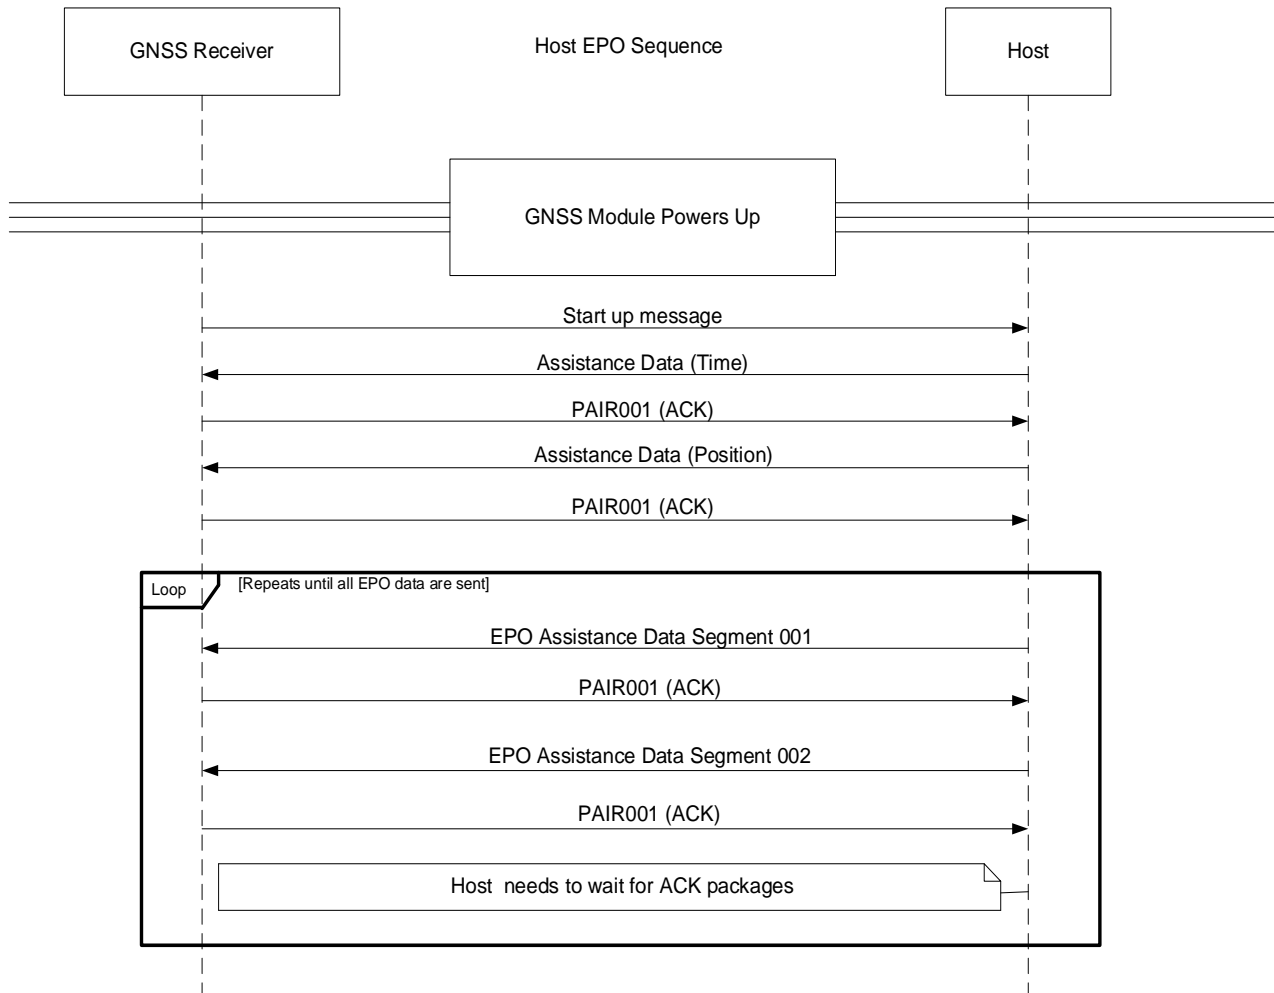 GNSS Receiver
Host EPO Sequence
Host
GNSS Module Powers Up
Start up message
Assistance Data (Time)
PAIR001 (ACK)
Assistance Data (Position)
PAIR001 (ACK)
Loop
[Repeats until all EPO data are sent]
EPO Assistance Data Segment 001
PAIR001 (ACK)
EPO Assistance Data Segment 002
PAIR001 (ACK)
Host needs to wait for ACK packages